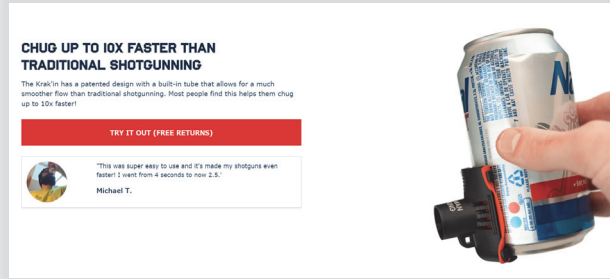 CHUG UP TO 10X FASTER THAN
TRADITIONAL SHOTGUNNING
The Krak'in has a patented design with a built-in tube that allows for a much
smoother flow than traditional shotgunning. Most people find this helps them chug
up to 10x faster!
TRY IT OUT (FREE RETURNS)
"This was super easy to use and it's made my shotguns even
faster! I went from 4 seconds to now 2.5.'
Michael T.
Na